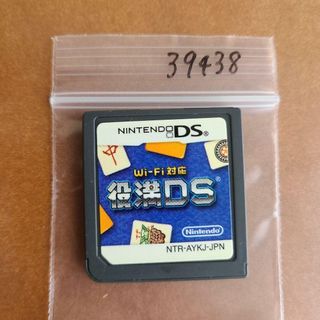 39438
NINTENDO DS
Wi-Fi対応
役満DS
Nintendo
NTR-AYKJ-JPN